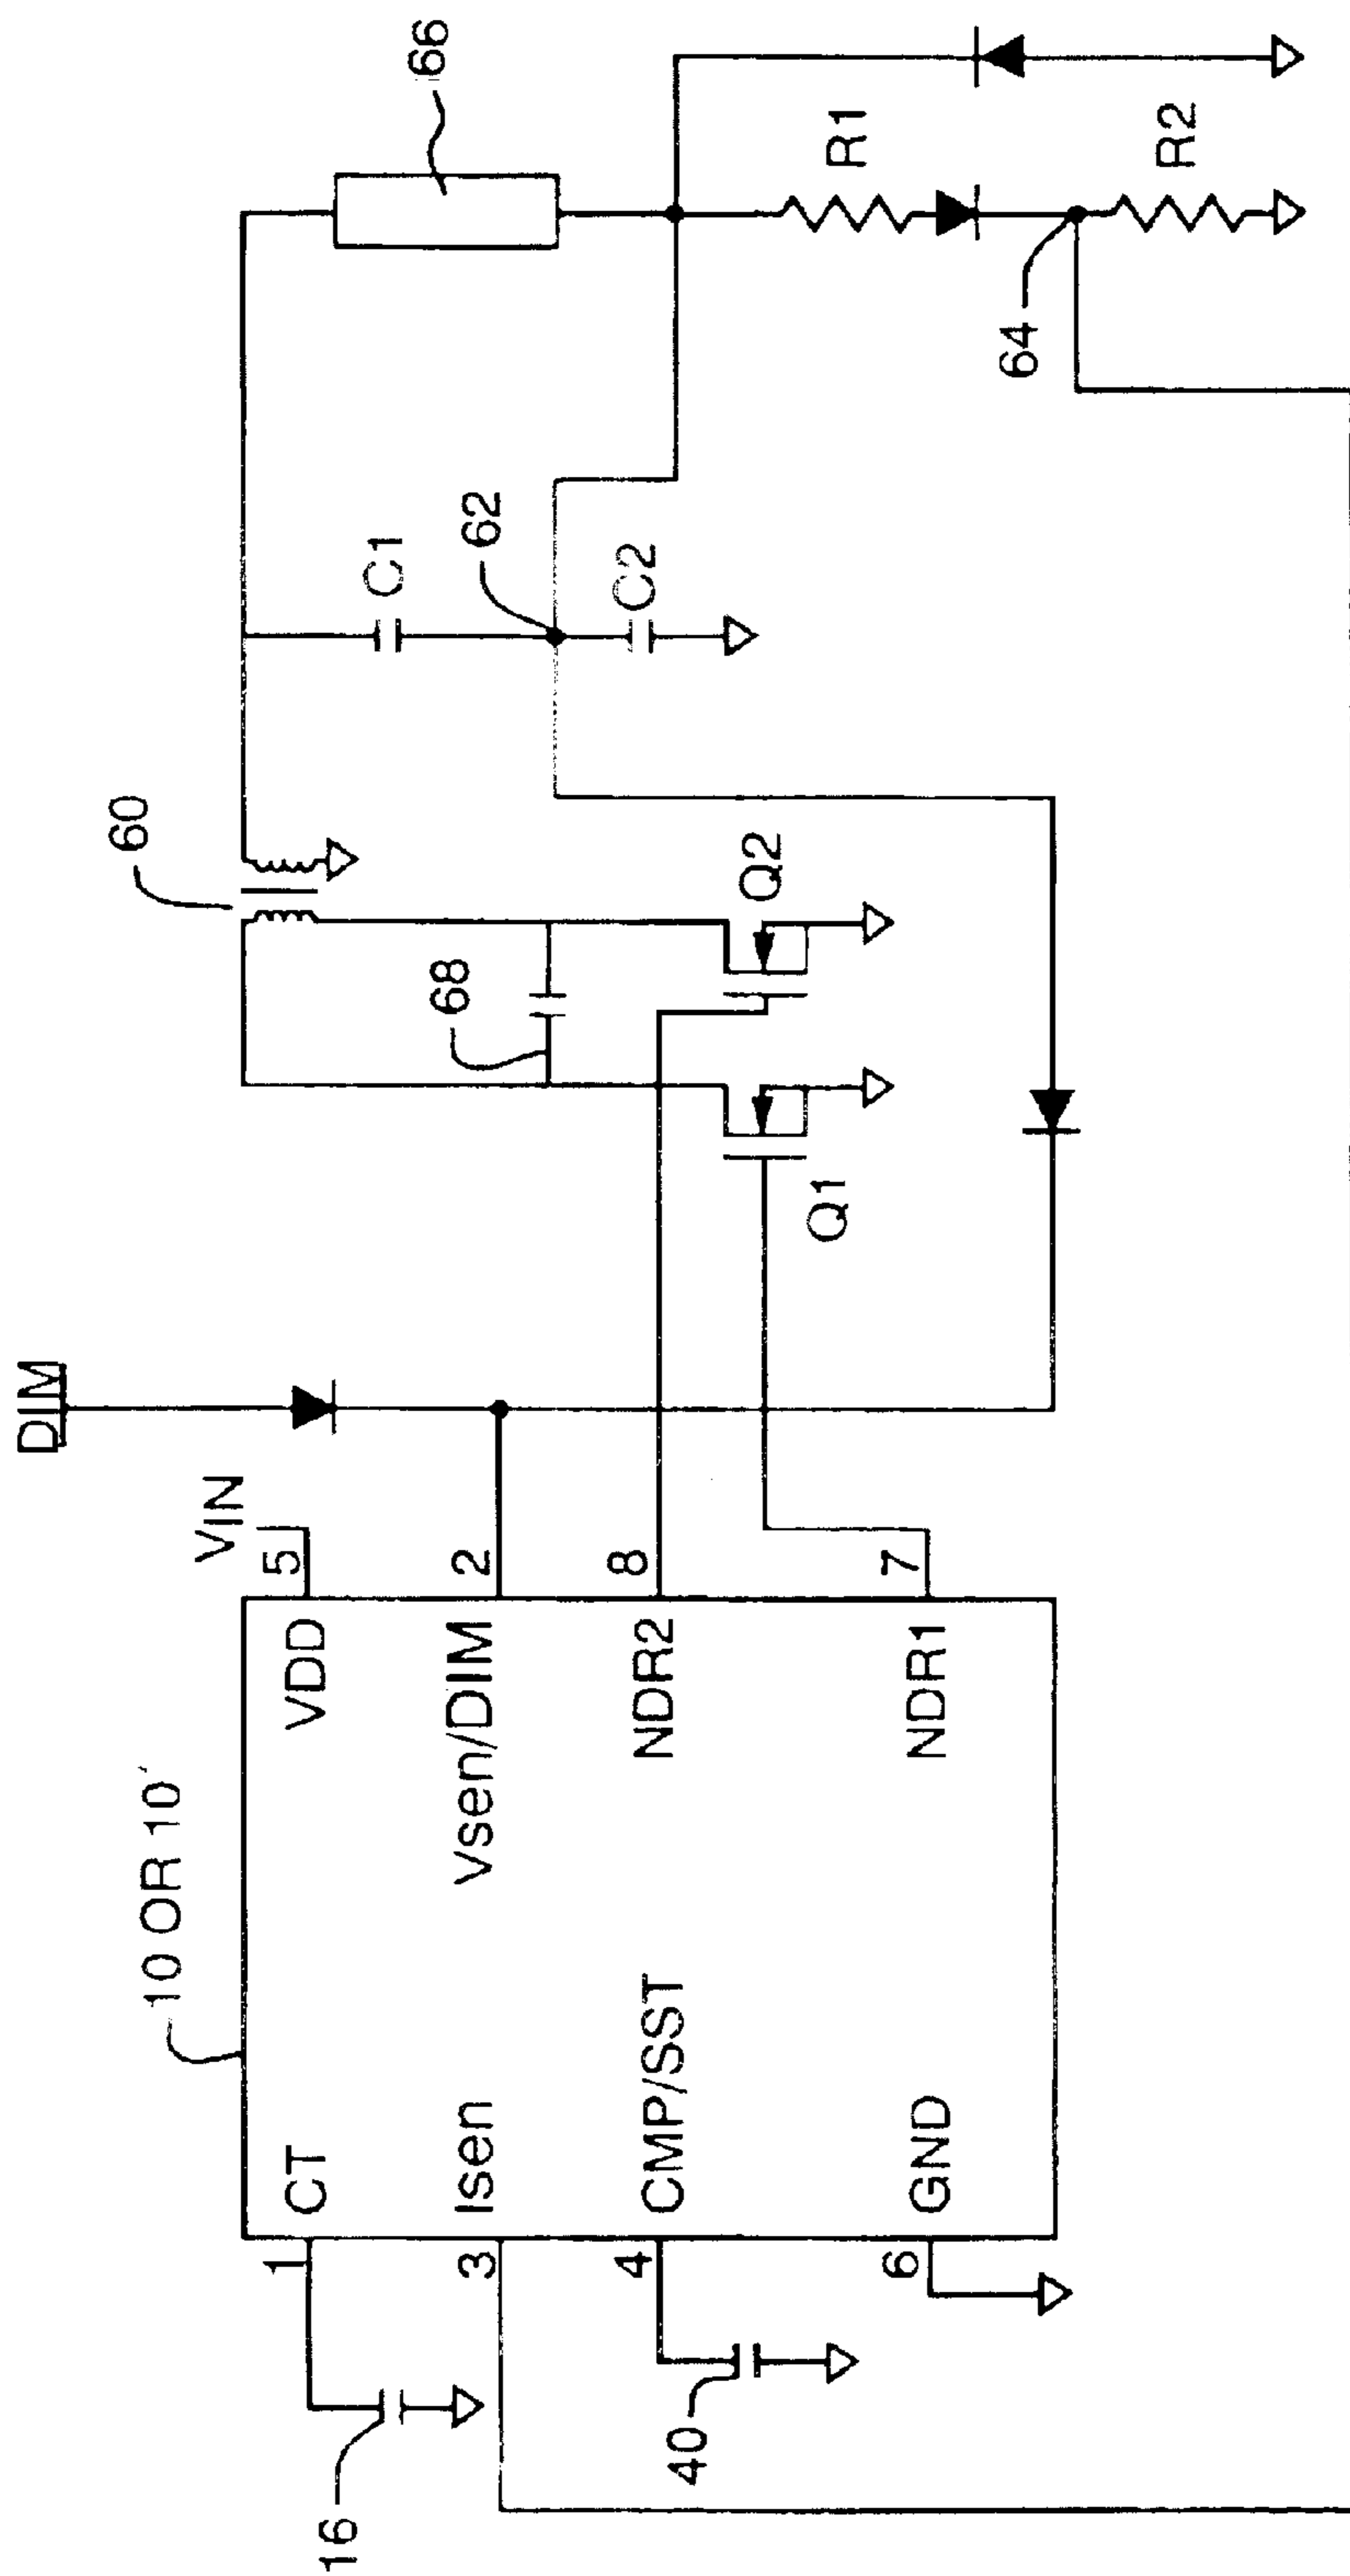 DIM
10 OR 10′
60
66
VIN
1
CT
VDD
5
3
Isen
Vsen/DIM
2
4
CMP/SST
NDR2
8
6
GND
NDR1
7
16
40
68
Q1
Q2
C1
62
C2
64
R1
R2